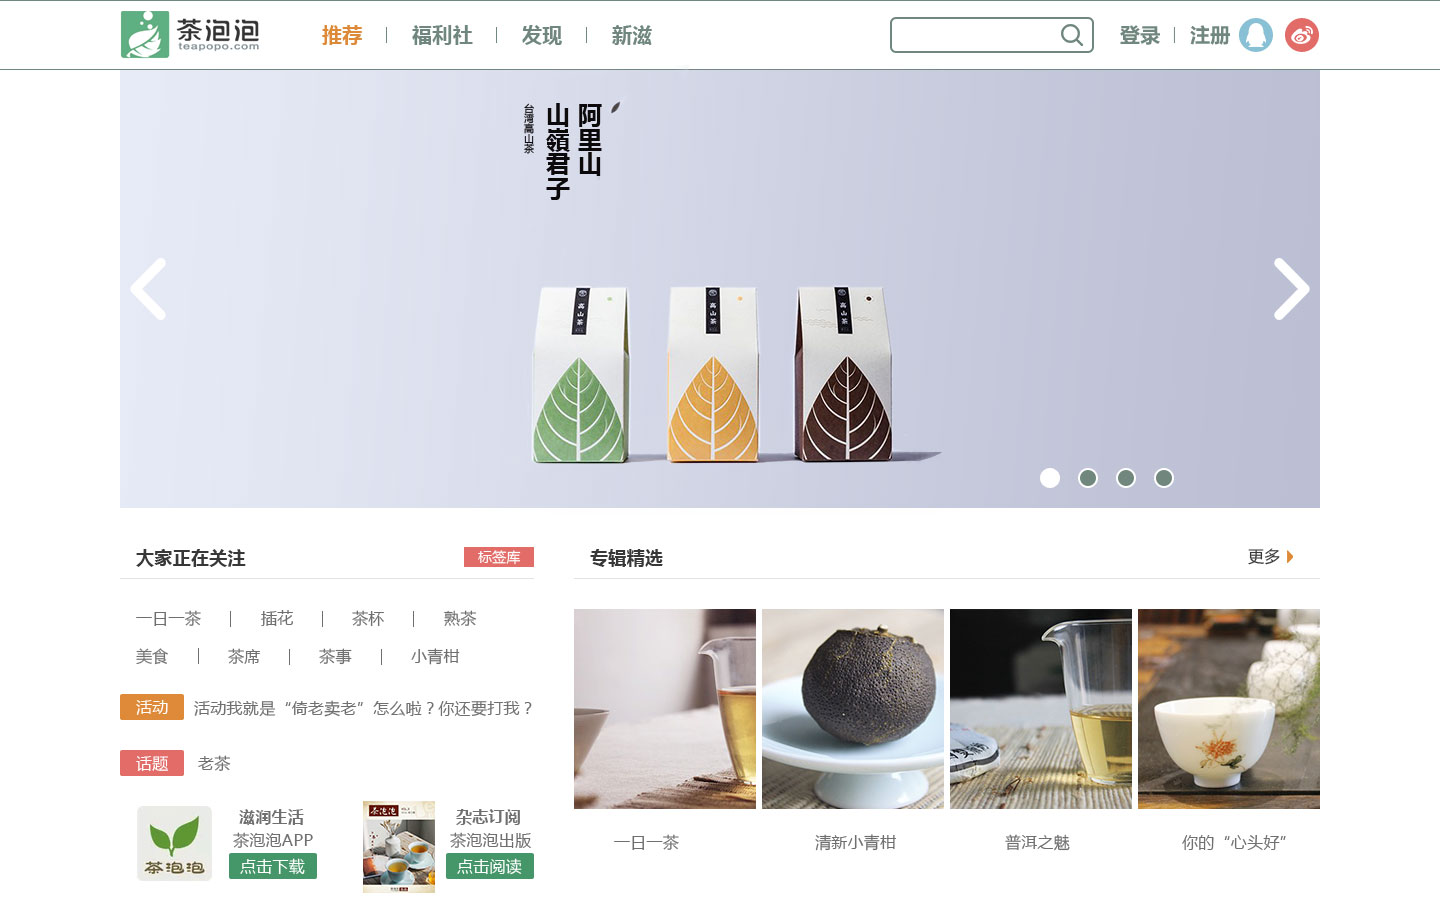 茶泡泡
teapopo.com
推荐 | 福利社 | 发现 | 新滋
登录 | 注册
阿里山
山嶺君子
台湾高山茶
高山茶
高山茶
高山茶
大家正在关注
标签库
一日一茶 | 插花 | 茶杯 | 熟茶
美食 | 茶席 | 茶事 | 小青柑
活动 活动我就是“倚老卖老”怎么啦？你还要打我？
话题 老茶
茶泡泡
滋润生活
茶泡泡APP
点击下载
茶泡泡
杂志订阅
茶泡泡出版
点击阅读
专辑精选
更多
一日一茶
清新小青柑
普洱之魅
你的“心头好”